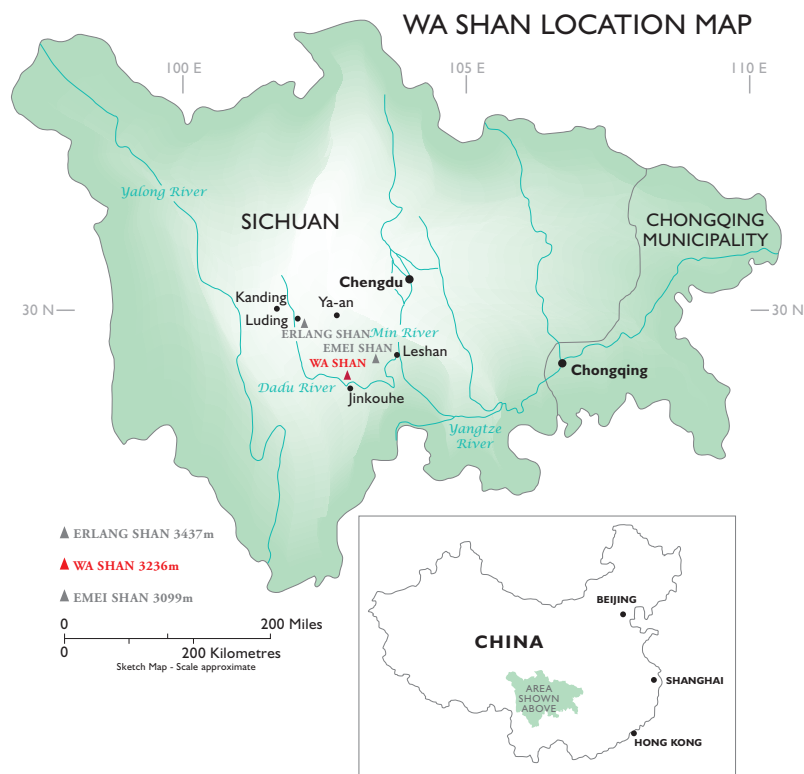 WA SHAN LOCATION MAP
100 E
105 E
110 E
Yalong River
SICHUAN
CHONGQING
MUNICIPALITY
Chengdu
30 N
30 N
Kanding
Ya-an
Luding
ERLANG SHAN
Min River
EMEI SHAN
Leshan
WA SHAN
Chongqing
Dadu River
Jinkouhe
Yangtze
River
ERLANG SHAN 3437m
WA SHAN 3236m
EMEI SHAN 3099m
0
200 Miles
0
200 Kilometres
Sketch Map - Scale approximate
BEIJING
CHINA
SHANGHAI
AREA
SHOWN
ABOVE
HONG KONG